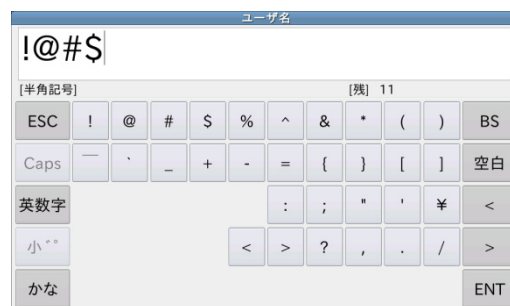 ユーザ名
!@#$
[半角記号] [残] 11
ESC ! @ # $ % ^ & * ( ) BS
Caps ‾ ` _ + - = { } [ ] 空白
英数字 : ; " ' ¥ <
小゛゜ < > ? , . / >
かな ENT